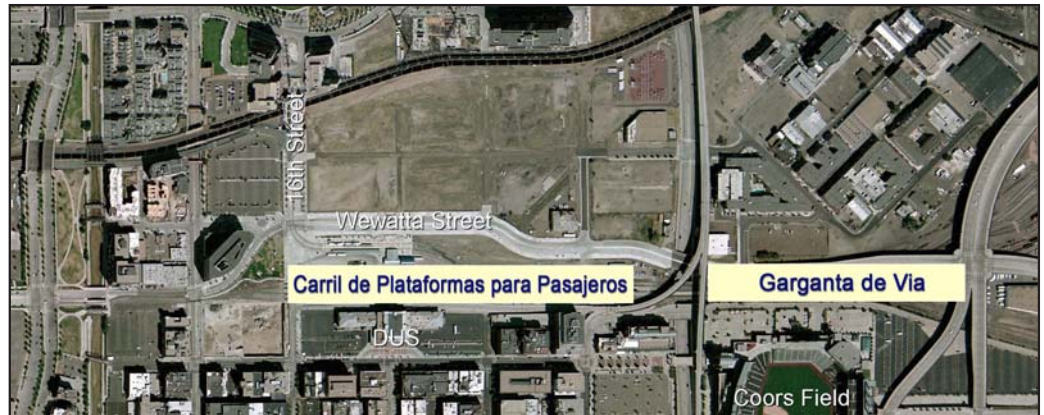 16th Street
Wewatta Street
Carril de Plataformas para Pasajeros
Garganta de Via
DUS
Coors Field